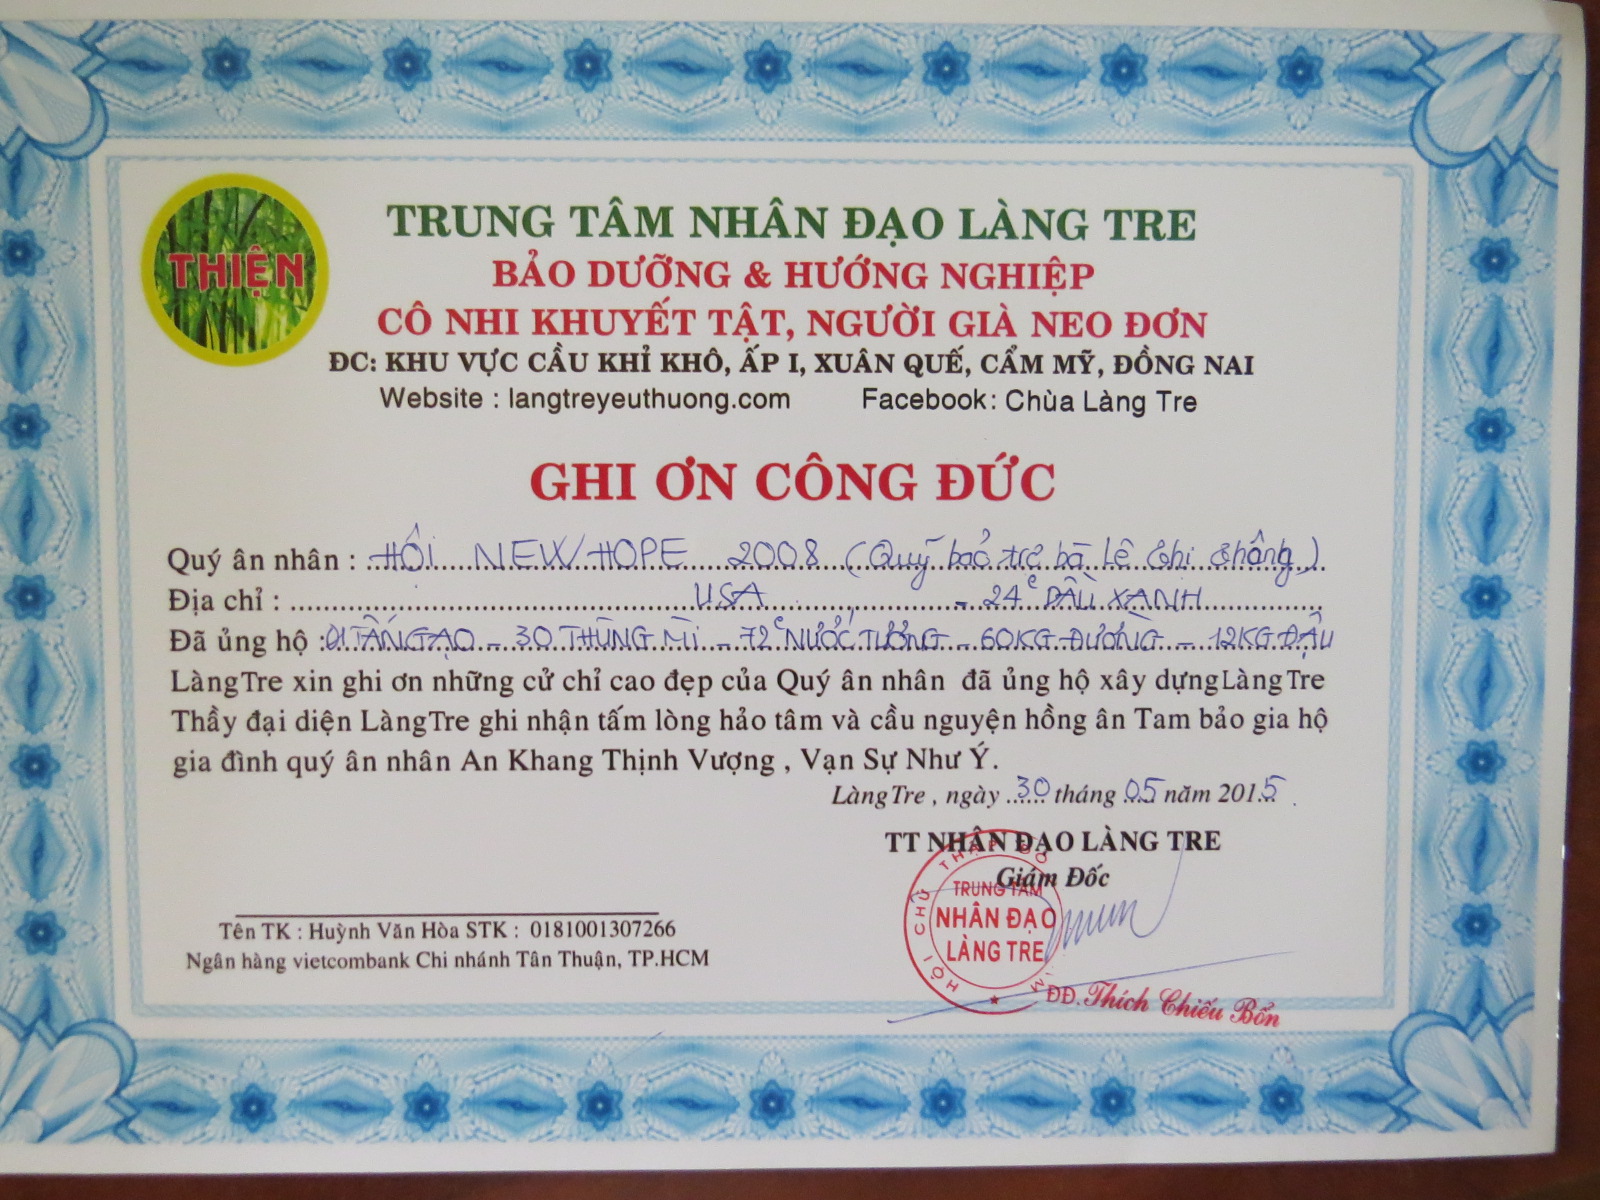 THIỆN
TRUNG TÂM NHÂN ĐẠO LÀNG TRE
BẢO DƯỠNG & HƯỚNG NGHIỆP
CÔ NHI KHUYẾT TẬT, NGƯỜI GIÀ NEO ĐƠN
ĐC: KHU VỰC CẦU KHỈ KHÔ, ẤP I, XUÂN QUẾ, CẨM MỸ, ĐỒNG NAI
Website : langtreyeuthuong.com Facebook: Chùa Làng Tre
GHI ƠN CÔNG ĐỨC
Quý ân nhân : HỘI NEW HOPE 2008 (Quỹ bảo trợ bà Lê
Địa chỉ : USA - 24c DẦU XANH
Đã ủng hộ : 01 TẤN GẠO - 30 THÙNG MÌ - 72c NƯỚC TƯƠNG - 60KG ĐƯỜNG - 12KG ĐẬU
LàngTre xin ghi ơn những cử chỉ cao đẹp của Quý ân nhân đã ủng hộ xây dựngLàngTre
Thầy đại diện LàngTre ghi nhận tấm lòng hảo tâm và cầu nguyện hồng ân Tam bảo gia hộ
gia đình quý ân nhân An Khang Thịnh Vượng , Vạn Sự Như Ý.
LàngTre , ngày 30 tháng 05 năm 2015
TT NHÂN ĐẠO LÀNG TRE
Giám Đốc
HỘI CHỮ THẬP ĐỎ
TRUNG TÂM
NHÂN ĐẠO
LÀNG TRE
ĐĐ. Thích Chiếu Bổn
Tên TK : Huỳnh Văn Hòa STK : 0181001307266
Ngân hàng vietcombank Chi nhánh Tân Thuận, TP.HCM